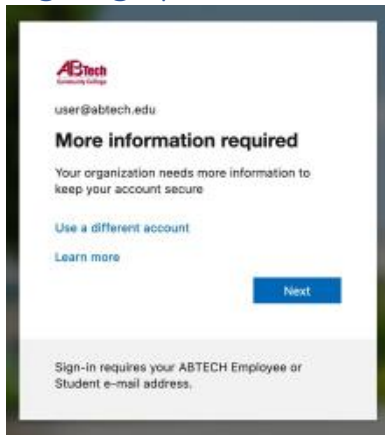 ABTech
Community College
user@abtech.edu
More information required
Your organization needs more information to
keep your account secure
Use a different account
Learn more
Next
Sign-in requires your ABTECH Employee or
Student e-mail address.